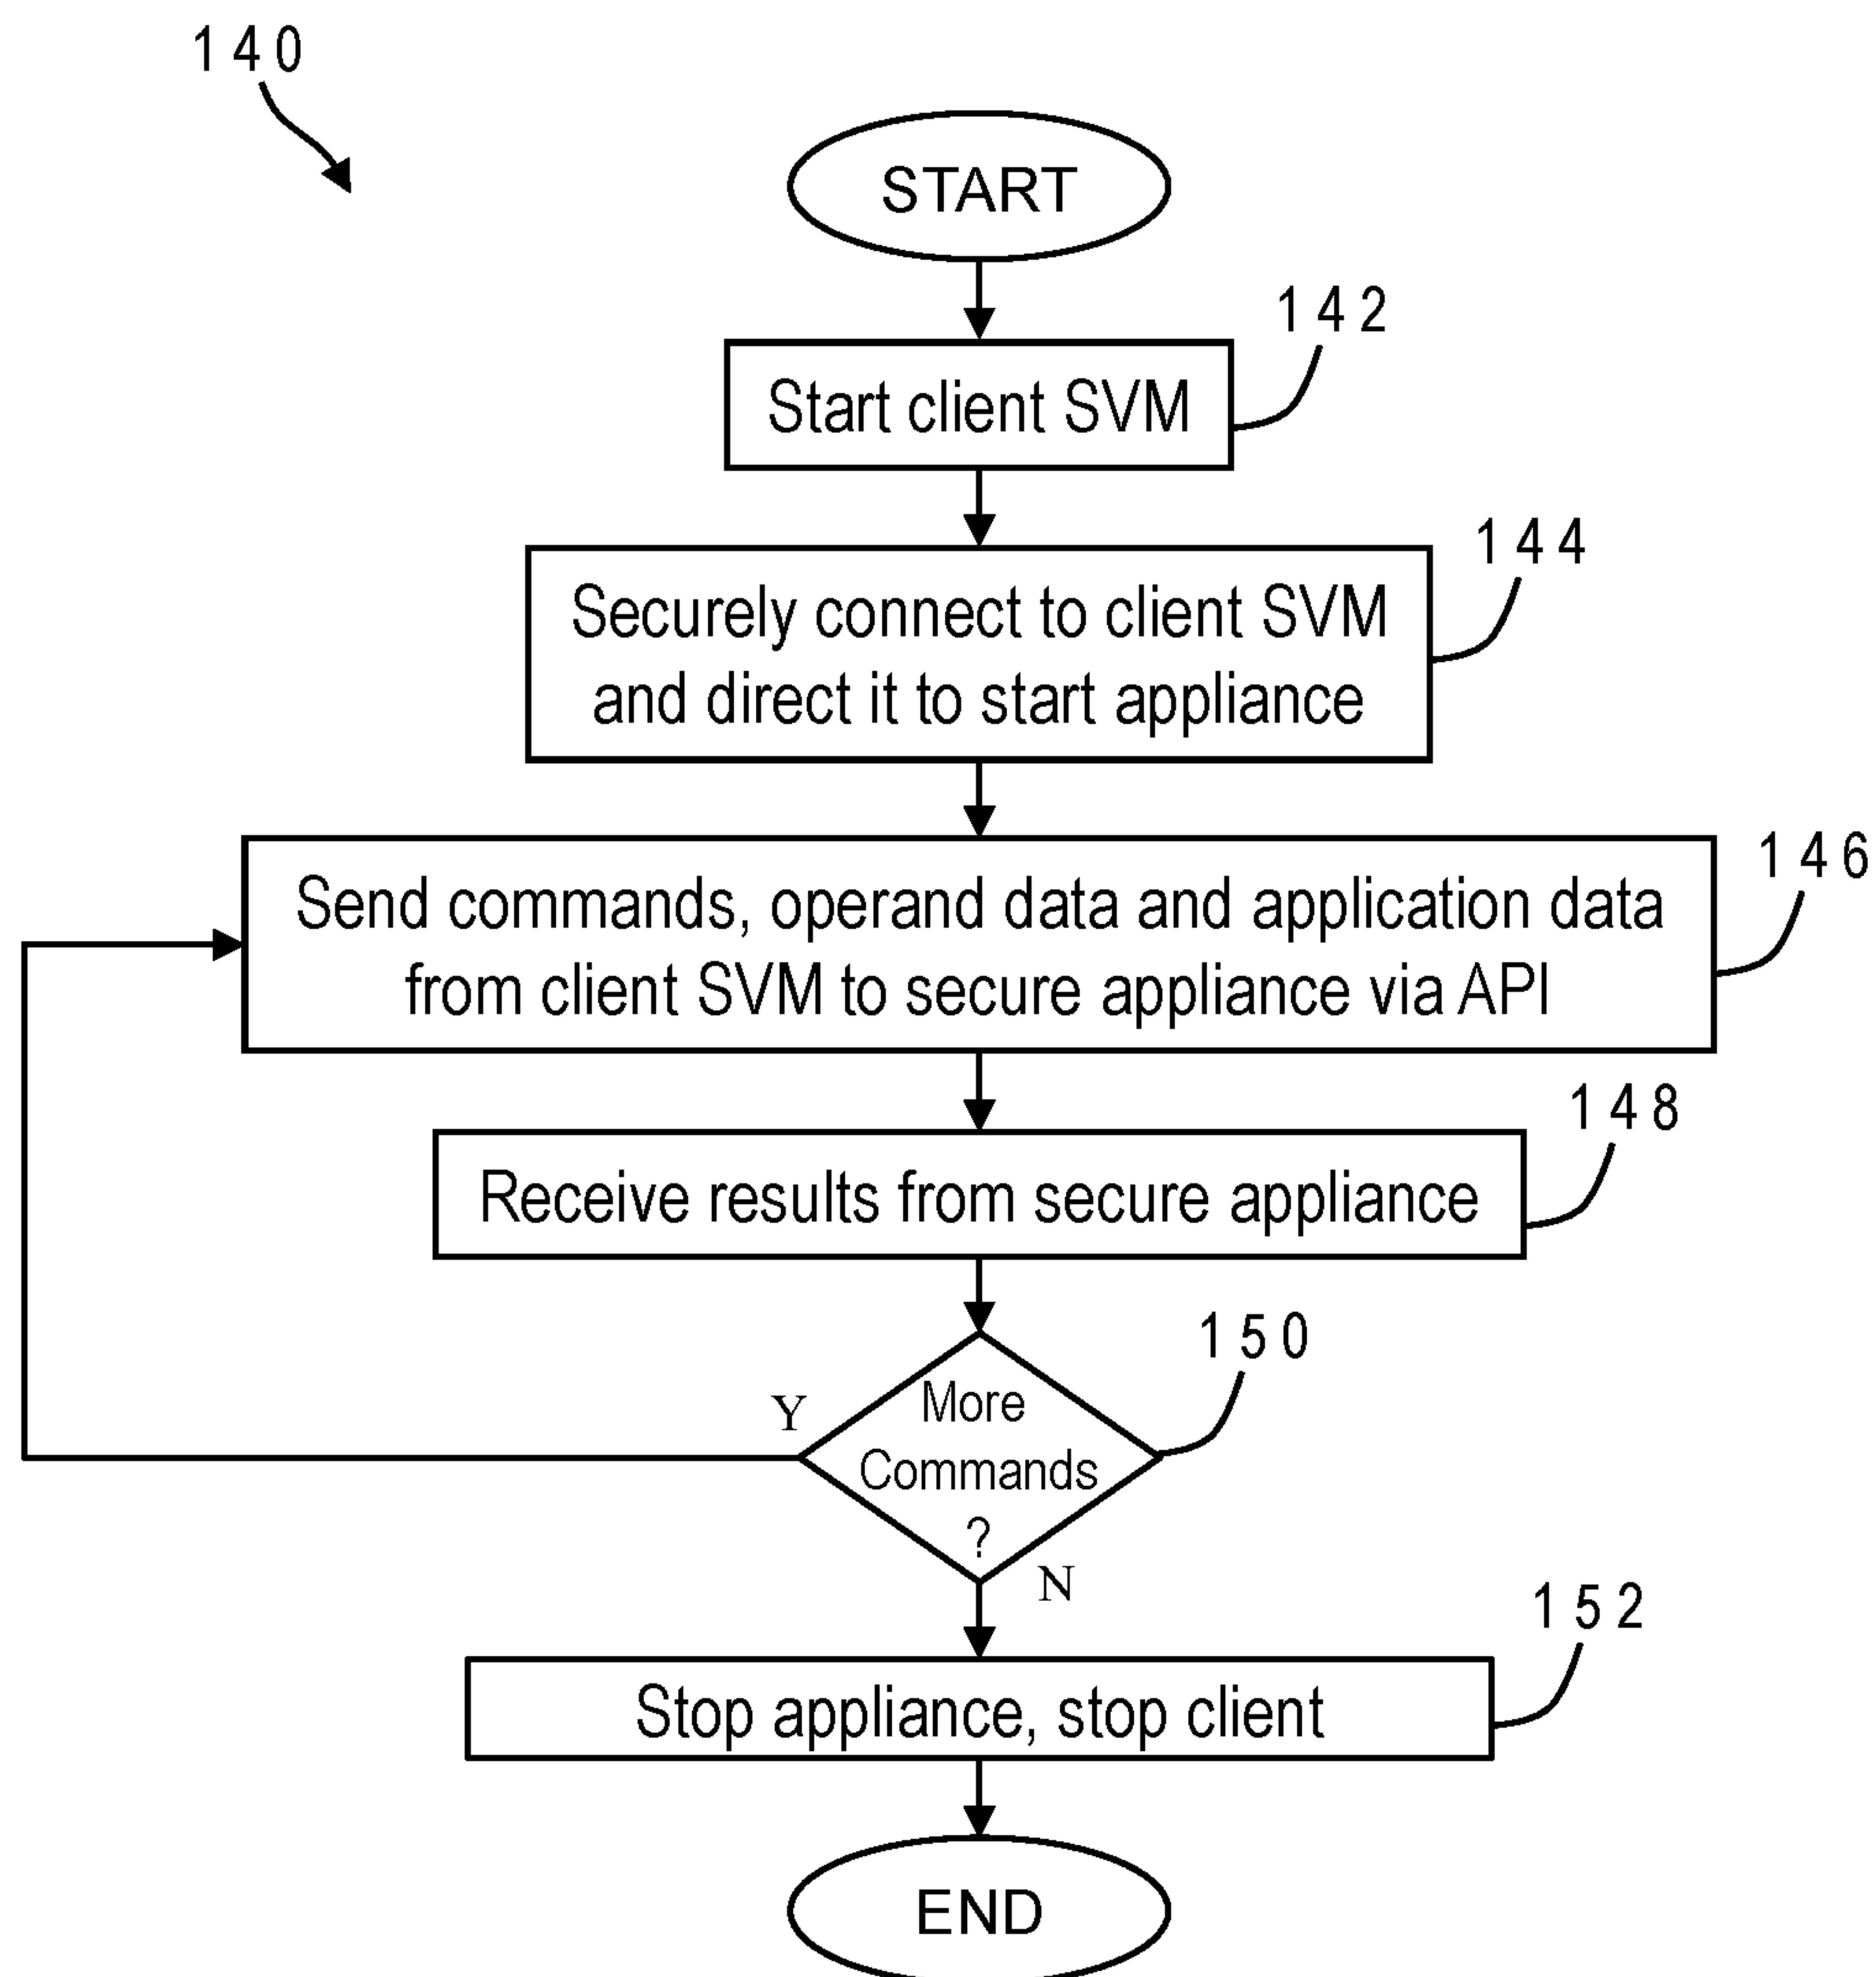 140
START
142
Start client SVM
144
Securely connect to client SVM
and direct it to start appliance
146
Send commands, operand data and application data
from client SVM to secure appliance via API
148
Receive results from secure appliance
150
Y
More
Commands
?
N
152
Stop appliance, stop client
END